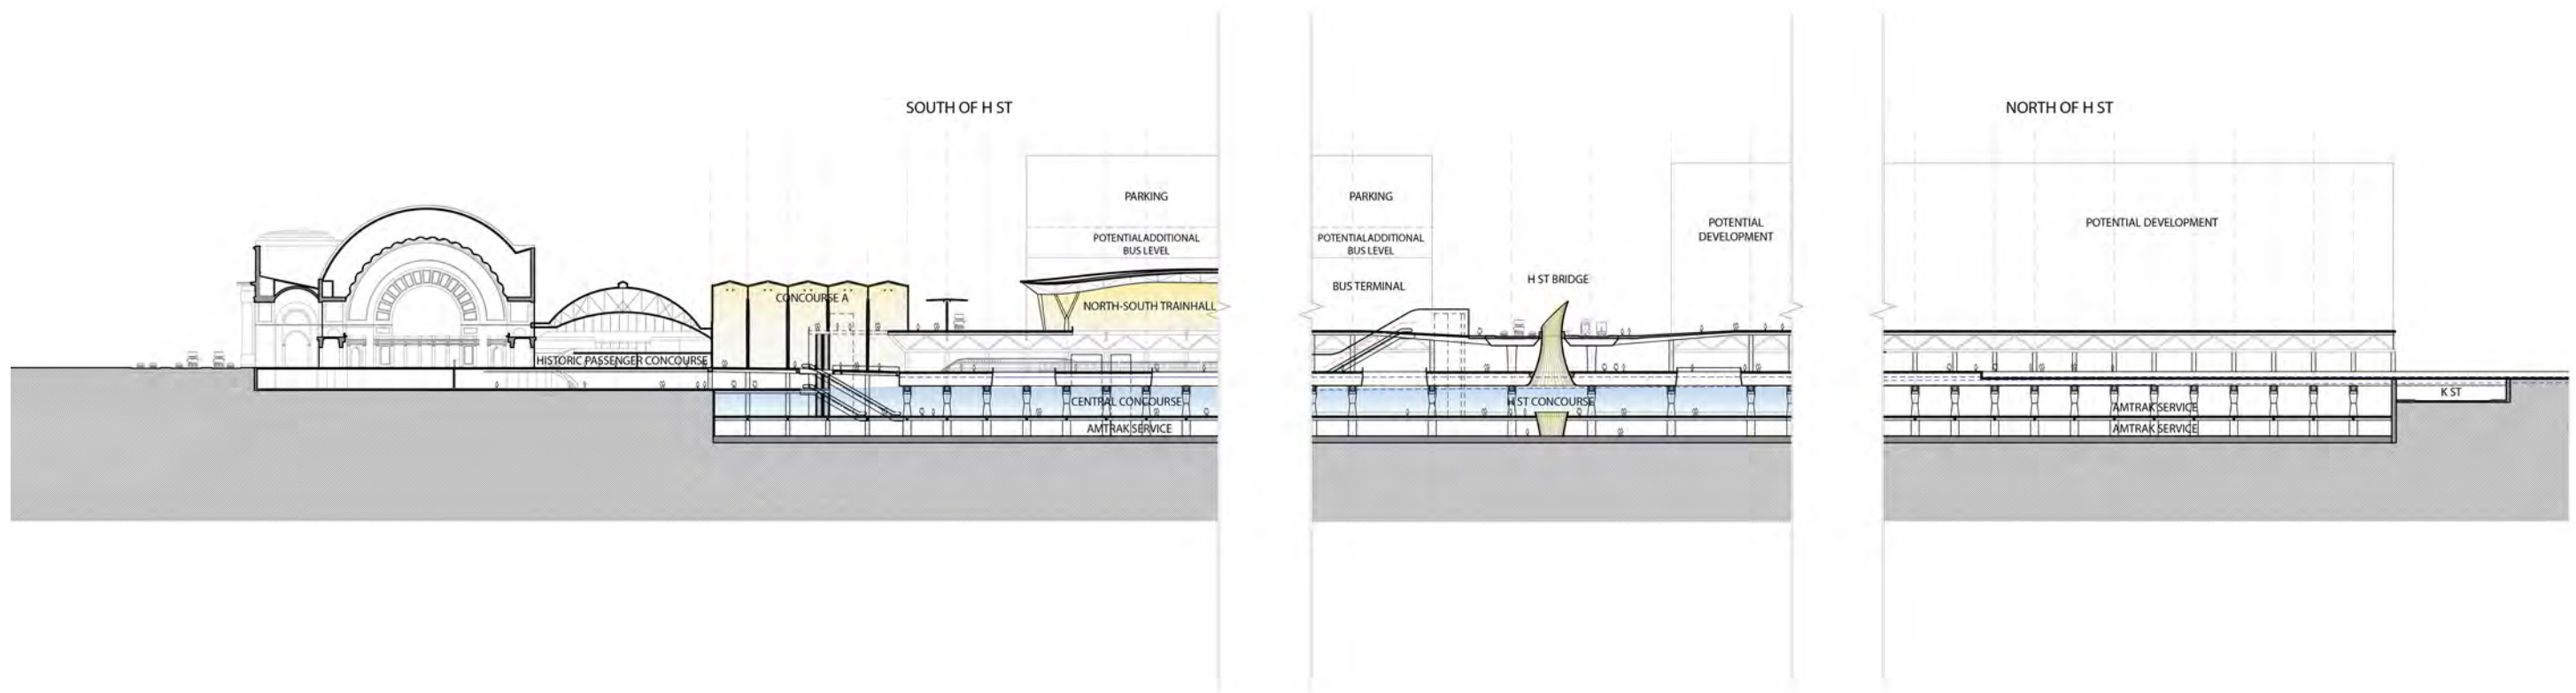 SOUTH OF H ST
NORTH OF H ST
PARKING
PARKING
POTENTIAL
DEVELOPMENT
POTENTIAL DEVELOPMENT
POTENTIALADDITIONAL
BUS LEVEL
POTENTIALADDITIONAL
BUS LEVEL
H ST BRIDGE
BUS TERMINAL
CONCOURSE A
NORTH-SOUTH TRAINHALL
HISTORIC PASSENGER CONCOURSE
K ST
CENTRAL CONCOURSE
H ST CONCOURSE
AMTRAK SERVICE
AMTRAK SERVICE
AMTRAK SERVICE